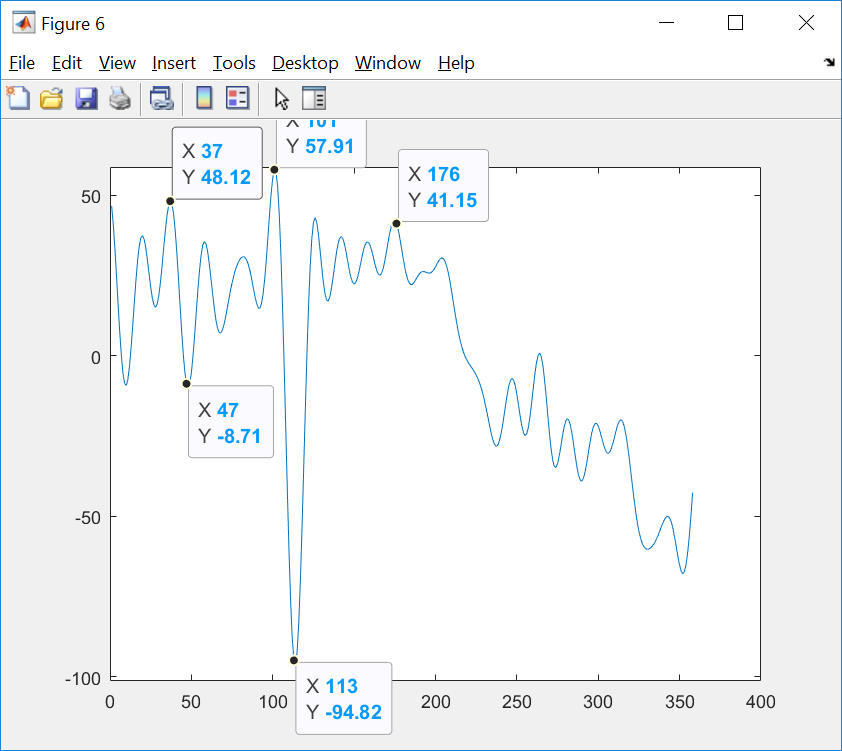 Figure 6
File Edit View Insert Tools Desktop Window Help
X 101
Y 57.91
X 37
Y 48.12
X 176
Y 41.15
50
0
X 47
Y -8.71
-50
-100
X 113
Y -94.82
0 50 100 200 250 300 350 400